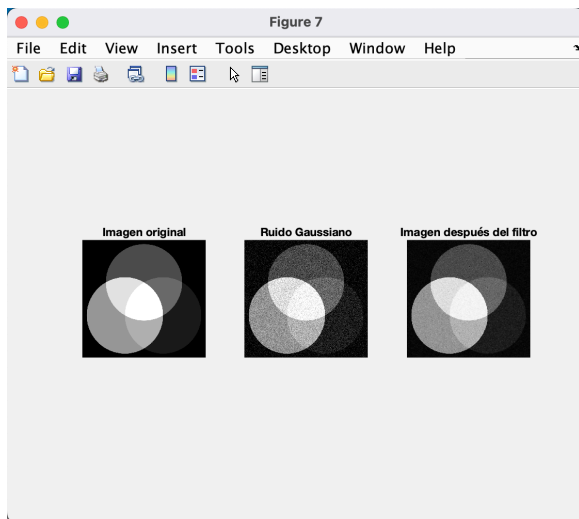 Figure 7
File Edit View Insert Tools Desktop Window Help
Imagen original
Ruido Gaussiano
Imagen después del filtro